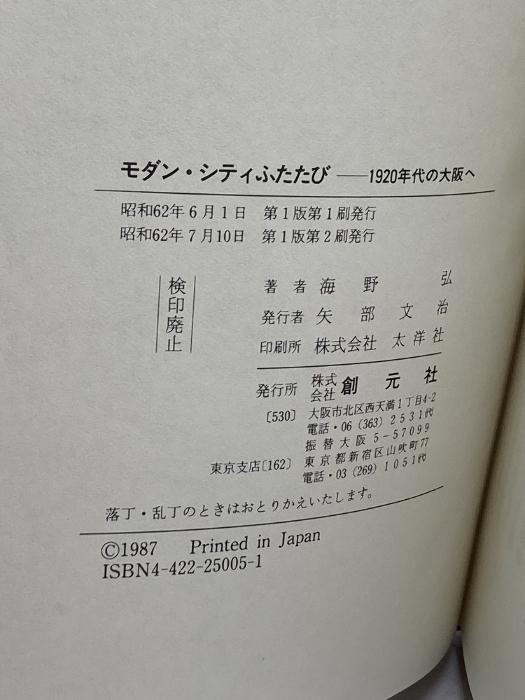 モダン・シティふたたび ──1920年代の大阪へ
昭和62年6月1日 第1版第1刷発行
昭和62年7月10日 第1版第2刷発行
検印廃止
著者 海野 弘
発行者 矢部文治
印刷所 株式会社 太洋社
発行所 株式会社 創元社
〔530〕 大阪市北区西天満1丁目4-2
電話・06(363)2531代
振替大阪5-57099
東京支店〔162〕 東京都新宿区山吹町77
電話・03(269)1051代
落丁・乱丁のときはおとりかえいたします。
©1987 Printed in Japan
ISBN4-422-25005-1